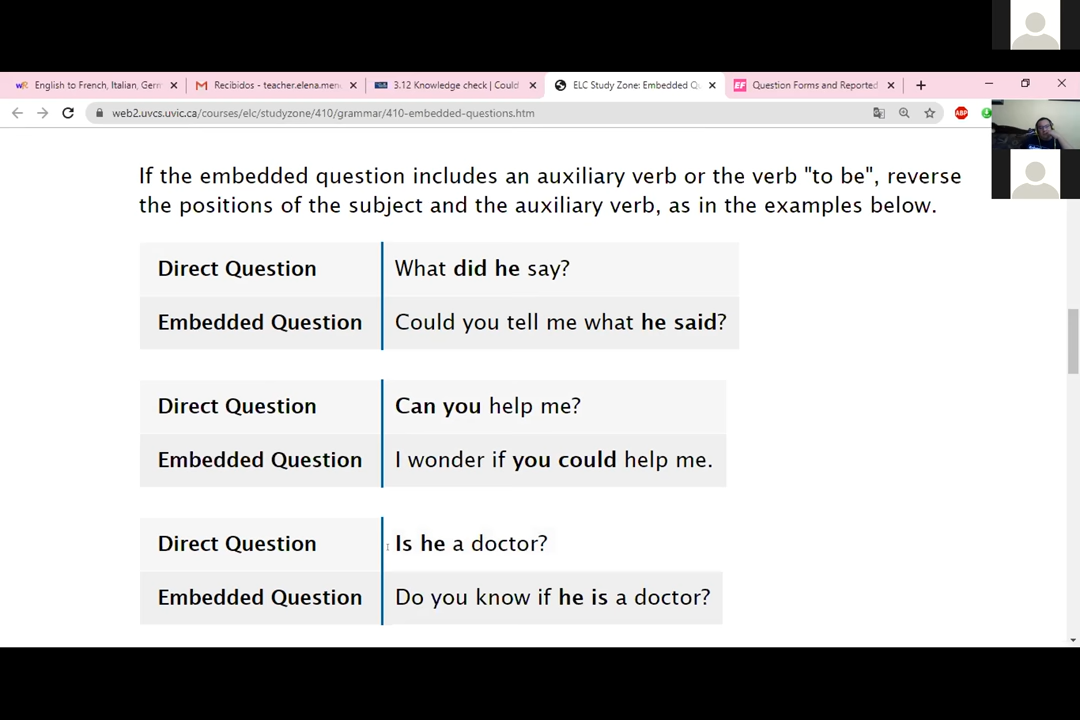 English to French, Italian, Germ
Recibidos - teacher.elena.men
3.12 Knowledge check | Could
ELC Study Zone: Embedded Q
EF
Question Forms and Reported
web2.uvcs.uvic.ca/courses/elc/studyzone/410/grammar/410-embedded-questions.htm
ABP
If the embedded question includes an auxiliary verb or the verb "to be", reverse
the positions of the subject and the auxiliary verb, as in the examples below.
Direct Question What did he say?
Embedded Question Could you tell me what he said?
Direct Question Can you help me?
Embedded Question I wonder if you could help me.
Direct Question Is he a doctor?
Embedded Question Do you know if he is a doctor?